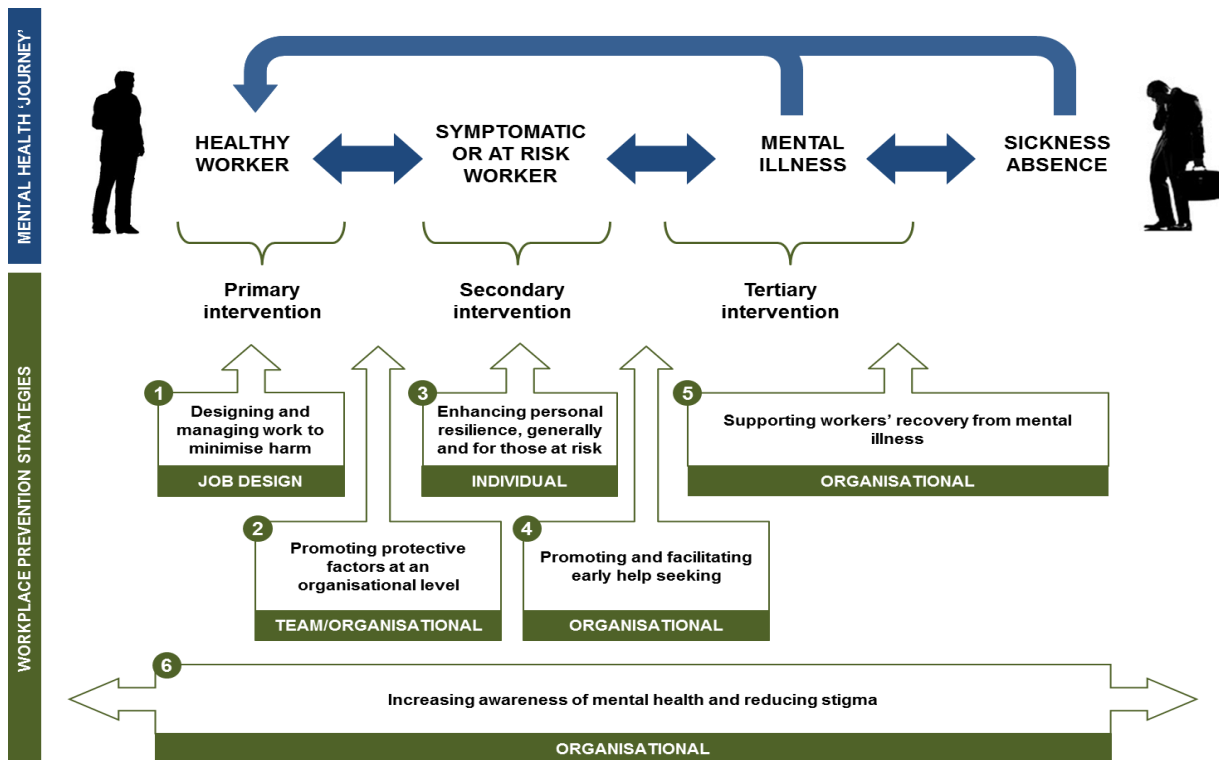 MENTAL HEALTH ‘JOURNEY’
HEALTHY
WORKER
SYMPTOMATIC
OR AT RISK
WORKER
MENTAL
ILLNESS
SICKNESS
ABSENCE
WORKPLACE PREVENTION STRATEGIES
Primary
intervention
Secondary
intervention
Tertiary
intervention
1
Designing and
managing work to
minimise harm
JOB DESIGN
3
Enhancing personal
resilience, generally
and for those at risk
INDIVIDUAL
5
Supporting workers’ recovery from mental
illness
ORGANISATIONAL
2
Promoting protective
factors at an
organisational level
TEAM/ORGANISATIONAL
4
Promoting and facilitating
early help seeking
ORGANISATIONAL
6
Increasing awareness of mental health and reducing stigma
ORGANISATIONAL